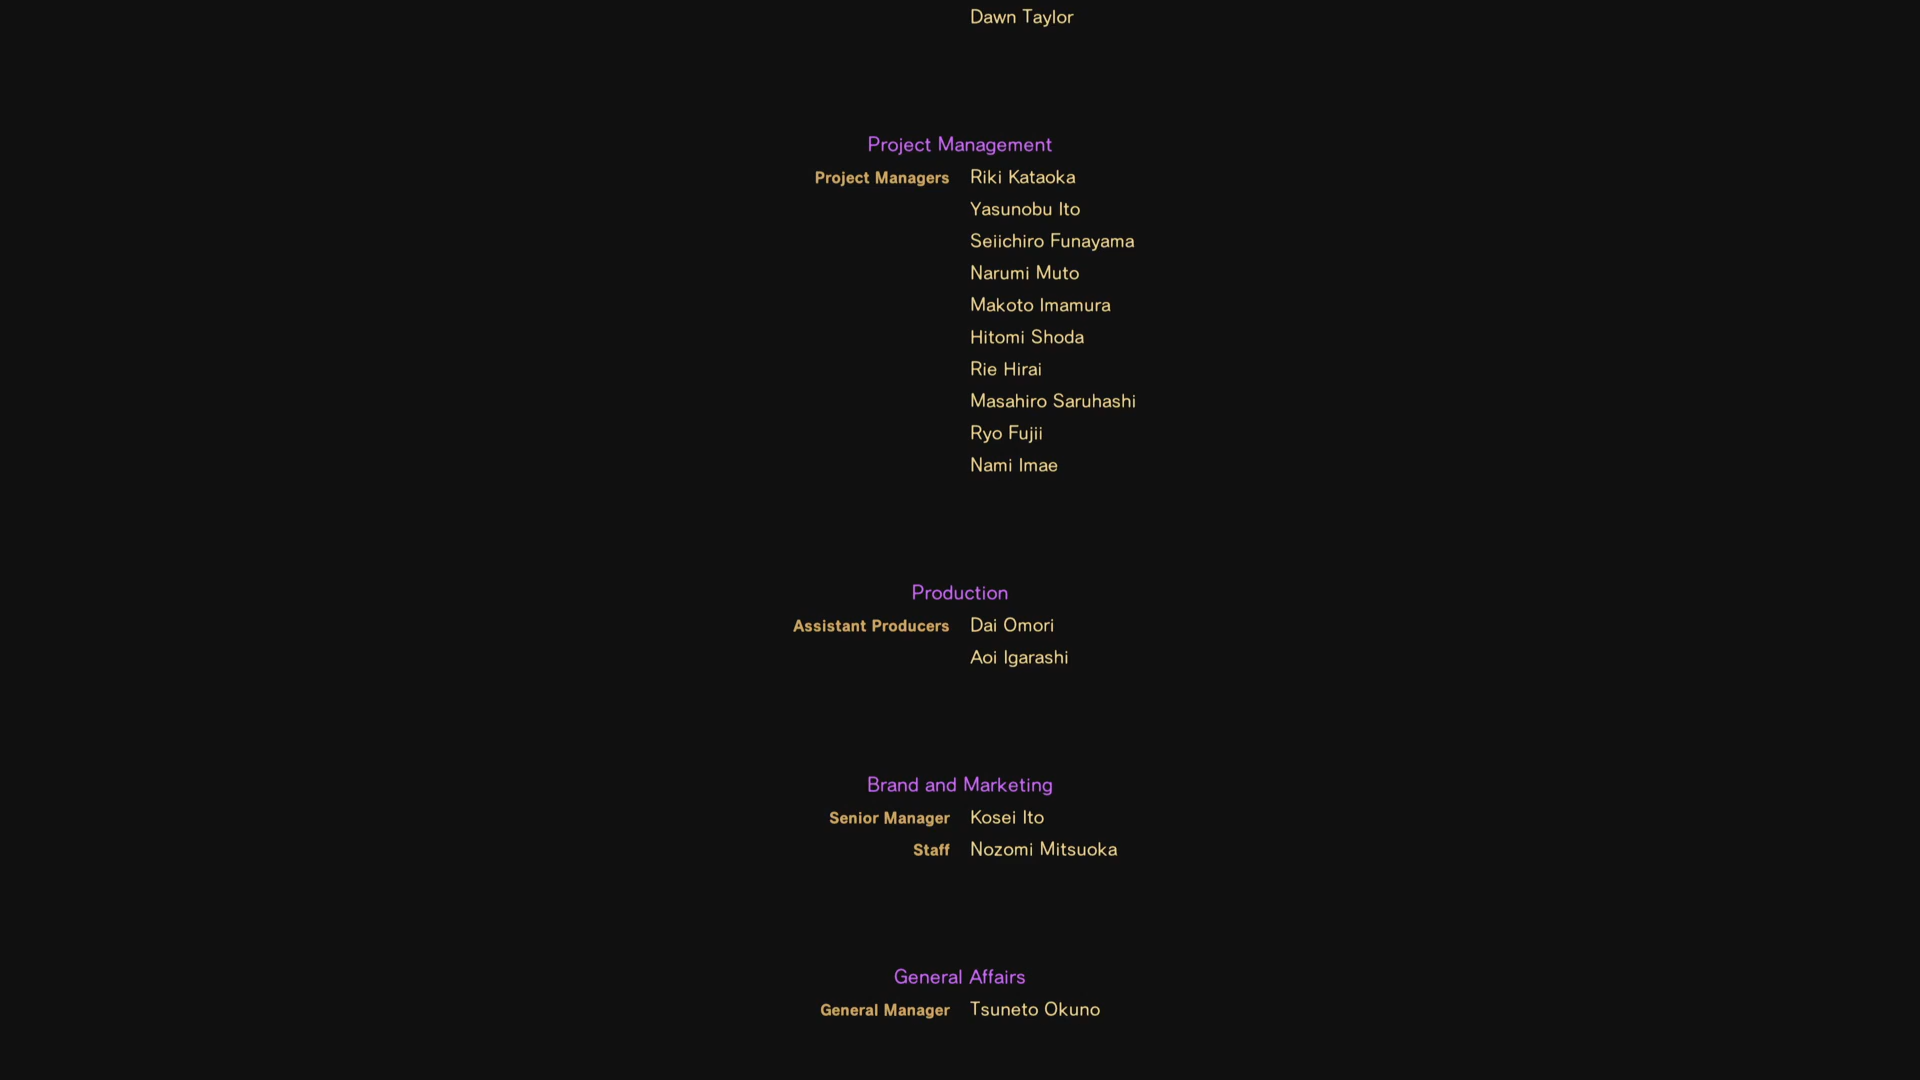 Dawn Taylor
Project Management
Project Managers Riki Kataoka
Yasunobu Ito
Seiichiro Funayama
Narumi Muto
Makoto Imamura
Hitomi Shoda
Rie Hirai
Masahiro Saruhashi
Ryo Fujii
Nami Imae
Production
Assistant Producers Dai Omori
Aoi Igarashi
Brand and Marketing
Senior Manager Kosei Ito
Staff Nozomi Mitsuoka
General Affairs
General Manager Tsuneto Okuno